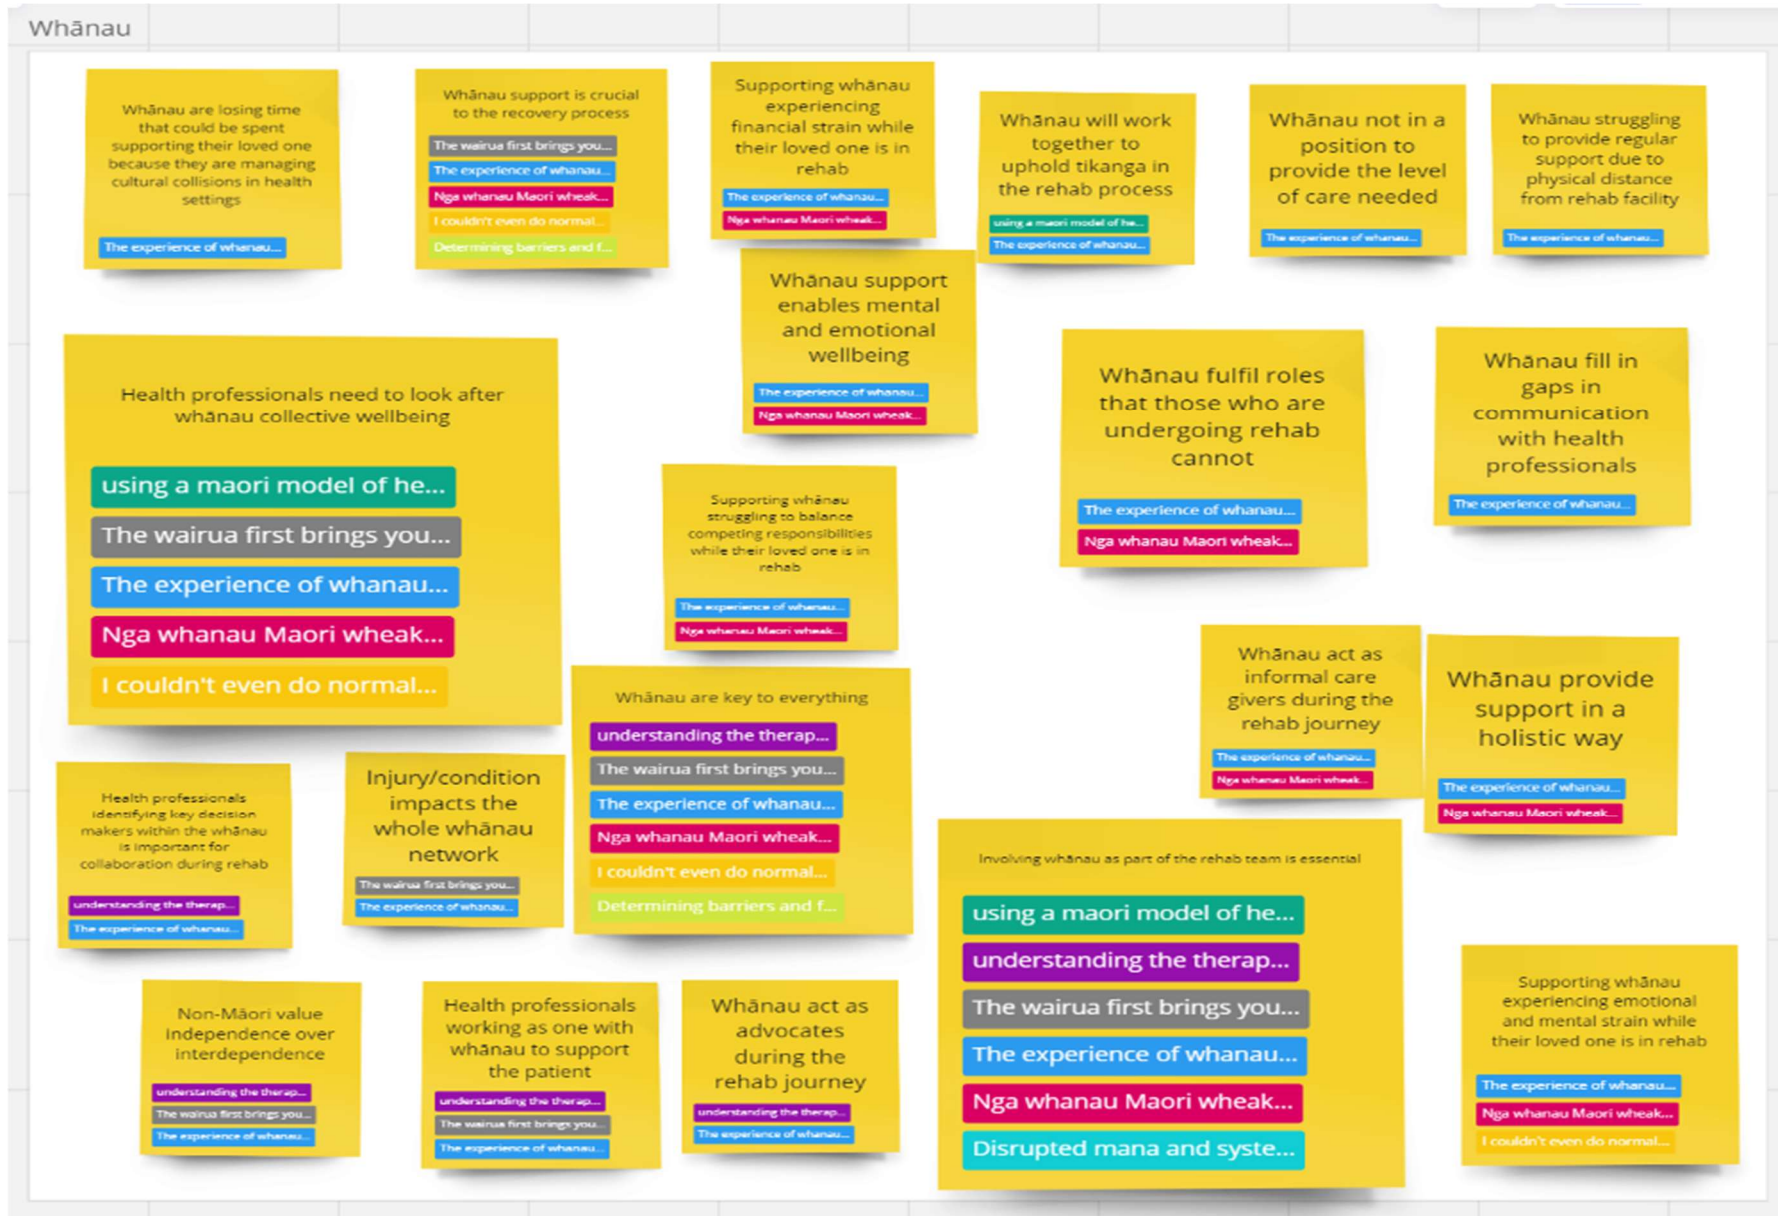 Whānau
Whānau are losing time
that could be spent
supporting their loved one
because they are managing
cultural collisions in health
settings
The experience of whanau...
Whānau support is crucial
to the recovery process
The wairua first brings you...
The experience of whanau...
Nga whanau Maori wheak...
I couldn't even do normal...
Determining barriers and f...
Supporting whānau
experiencing
financial strain while
their loved one is in
rehab
The experience of whanau...
Nga whanau Maori wheak...
Whānau will work
together to
uphold tikanga in
the rehab process
using a maori model of he...
The experience of whanau...
Whānau not in a
position to
provide the level
of care needed
The experience of whanau...
Whānau struggling
to provide regular
support due to
physical distance
from rehab facility
The experience of whanau...
Whānau support
enables mental
and emotional
wellbeing
The experience of whanau...
Nga whanau Maori wheak...
Health professionals need to look after
whānau collective wellbeing
using a maori model of he...
The wairua first brings you...
The experience of whanau...
Nga whanau Maori wheak...
I couldn't even do normal...
Whānau fulfil roles
that those who are
undergoing rehab
cannot
The experience of whanau...
Nga whanau Maori wheak...
Whānau fill in
gaps in
communication
with health
professionals
The experience of whanau...
Supporting whānau
struggling to balance
competing responsibilities
while their loved one is in
rehab
The experience of whanau...
Nga whanau Maori wheak...
Whānau act as
informal care
givers during the
rehab journey
The experience of whanau...
Nga whanau Maori wheak...
Whānau provide
support in a
holistic way
The experience of whanau...
Nga whanau Maori wheak...
Health professionals
identifying key decision
makers within the whānau
is important for
collaboration during rehab
understanding the therap...
The experience of whanau...
Injury/condition
impacts the
whole whānau
network
The wairua first brings you...
The experience of whanau...
Whānau are key to everything
understanding the therap...
The wairua first brings you...
The experience of whanau...
Nga whanau Maori wheak...
I couldn't even do normal...
Determining barriers and f...
Involving whānau as part of the rehab team is essential
using a maori model of he...
understanding the therap...
The wairua first brings you...
The experience of whanau...
Nga whanau Maori wheak...
Disrupted mana and syste...
Non-Māori value
independence over
interdependence
understanding the therap...
The wairua first brings you...
The experience of whanau...
Health professionals
working as one with
whānau to support
the patient
understanding the therap...
The wairua first brings you...
The experience of whanau...
Whānau act as
advocates
during the
rehab journey
understanding the therap...
The experience of whanau...
Supporting whānau
experiencing emotional
and mental strain while
their loved one is in rehab
The experience of whanau...
Nga whanau Maori wheak...
I couldn't even do normal...